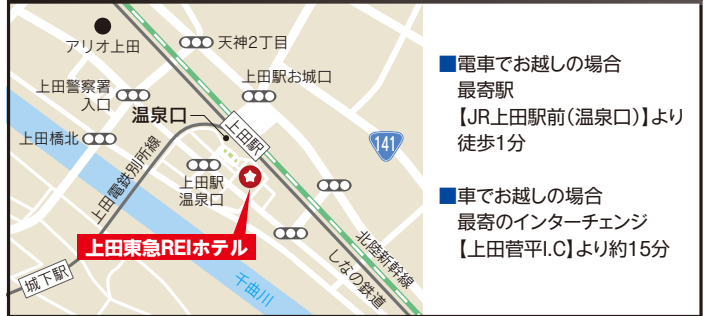 アリオ上田
天神2丁目
上田警察署
入口
上田駅お城口
温泉口
上田橋北
上田駅
141
上田電鉄別所線
上田駅
温泉口
上田東急REIホテル
北陸新幹線
しなの鉄道
城下駅
千曲川
■電車でお越しの場合
最寄駅
【JR上田駅前(温泉口)】より
徒歩1分
■車でお越しの場合
最寄のインターチェンジ
【上田菅平I.C】より約15分